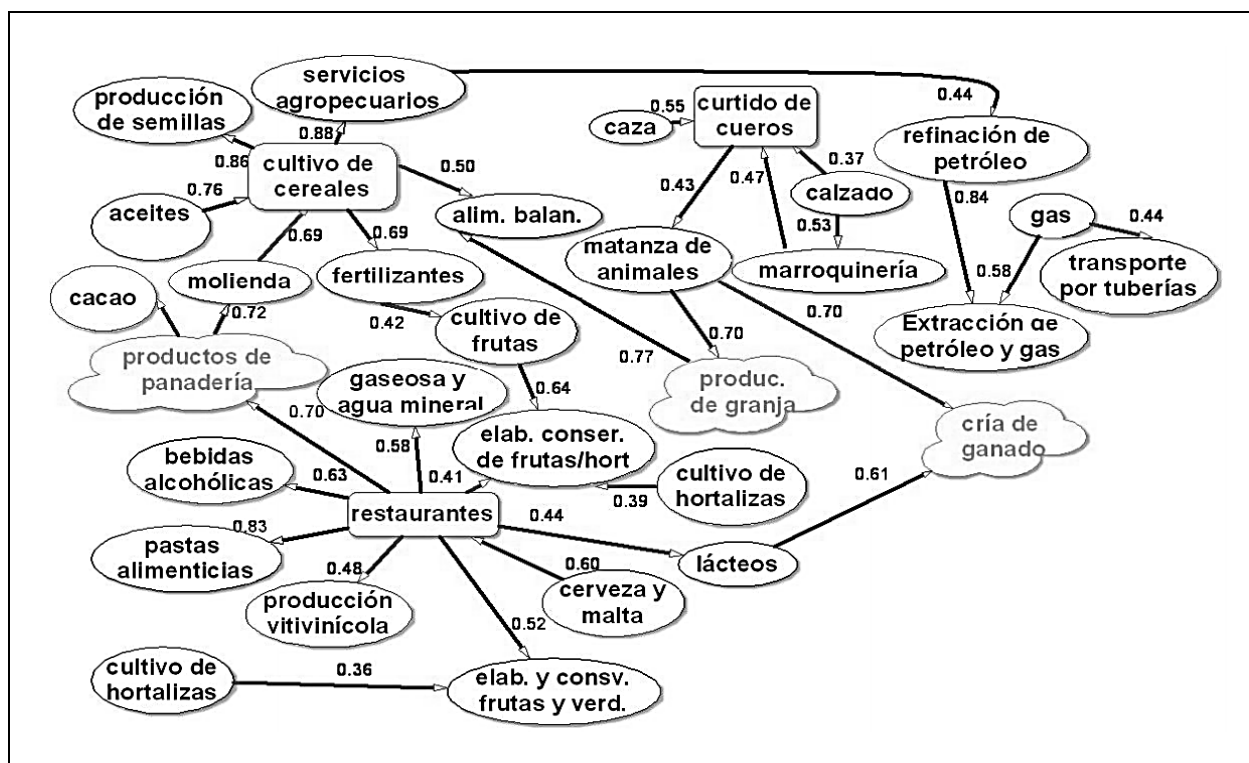 servicios
agropecuarios
producción
de semillas
0.88
0.86
cultivo de
cereales
0.76
aceites
0.50
alim. balan.
0.69
molienda
0.69
fertilizantes
cacao
0.72
productos de
panadería
0.42
cultivo de
frutas
gaseosa y
agua mineral
0.64
0.77
0.70
0.58
elab. conser.
de frutas/hort
0.41
0.39
cultivo de
hortalizas
bebidas
alcohólicas
0.63
restaurantes
0.44
lácteos
0.61
0.83
pastas
alimenticias
0.48
producción
vitivinícola
0.60
cerveza y
malta
0.52
cultivo de
hortalizas
0.36
elab. y consv.
frutas y verd.
0.55
caza
curtido de
cueros
0.44
refinación de
petróleo
0.43
0.47
0.37
calzado
0.53
marroquinería
matanza de
animales
0.84
gas
0.44
0.58
transporte
por tuberías
Extracción de
petróleo y gas
0.70
0.70
produc.
de granja
cría de
ganado